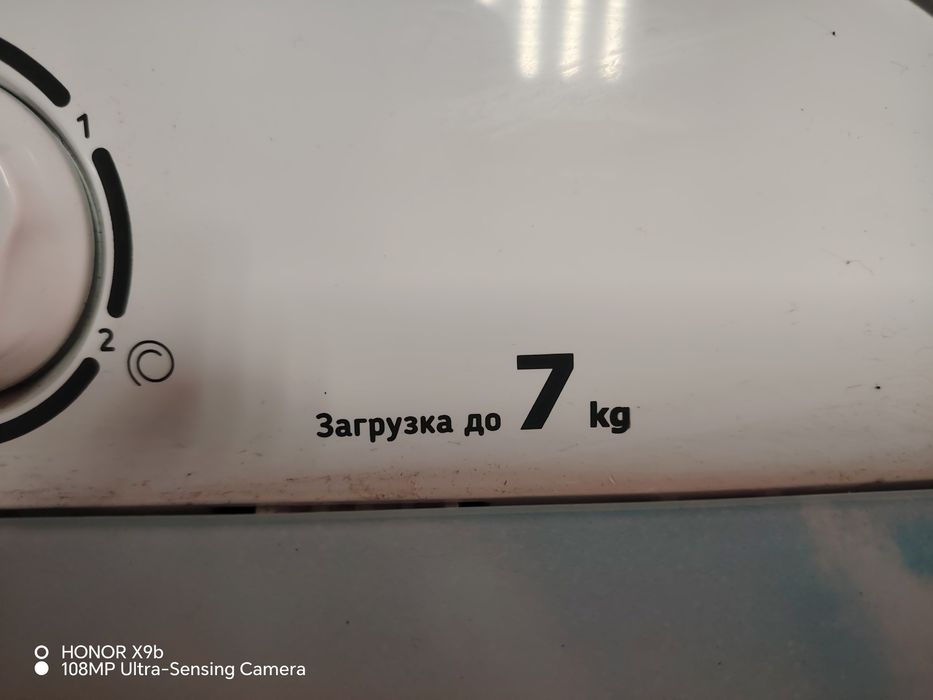 1
2
Загрузка до 7 kg
HONOR X9b
108MP Ultra-Sensing Camera